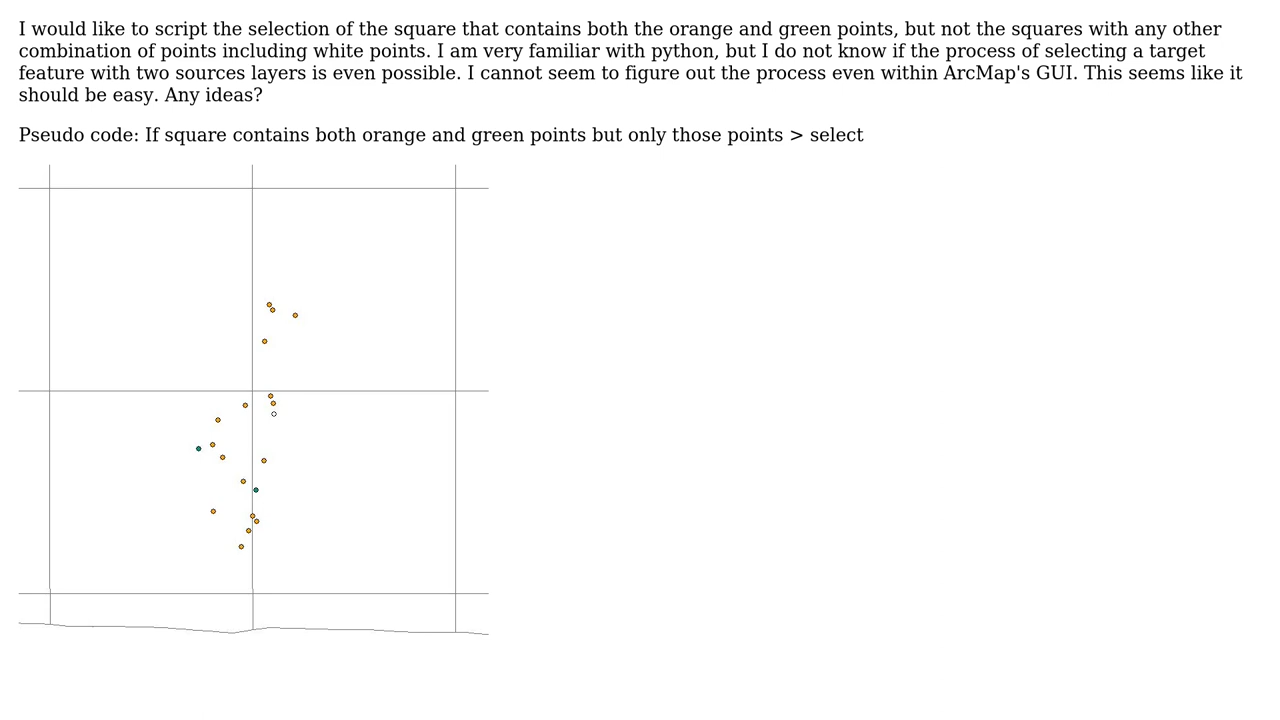 I would like to script the selection of the square that contains both the orange and green points, but not the squares with any other
combination of points including white points. I am very familiar with python, but I do not know if the process of selecting a target
feature with two sources layers is even possible. I cannot seem to figure out the process even within ArcMap's GUI. This seems like it
should be easy. Any ideas?
Pseudo code: If square contains both orange and green points but only those points > select